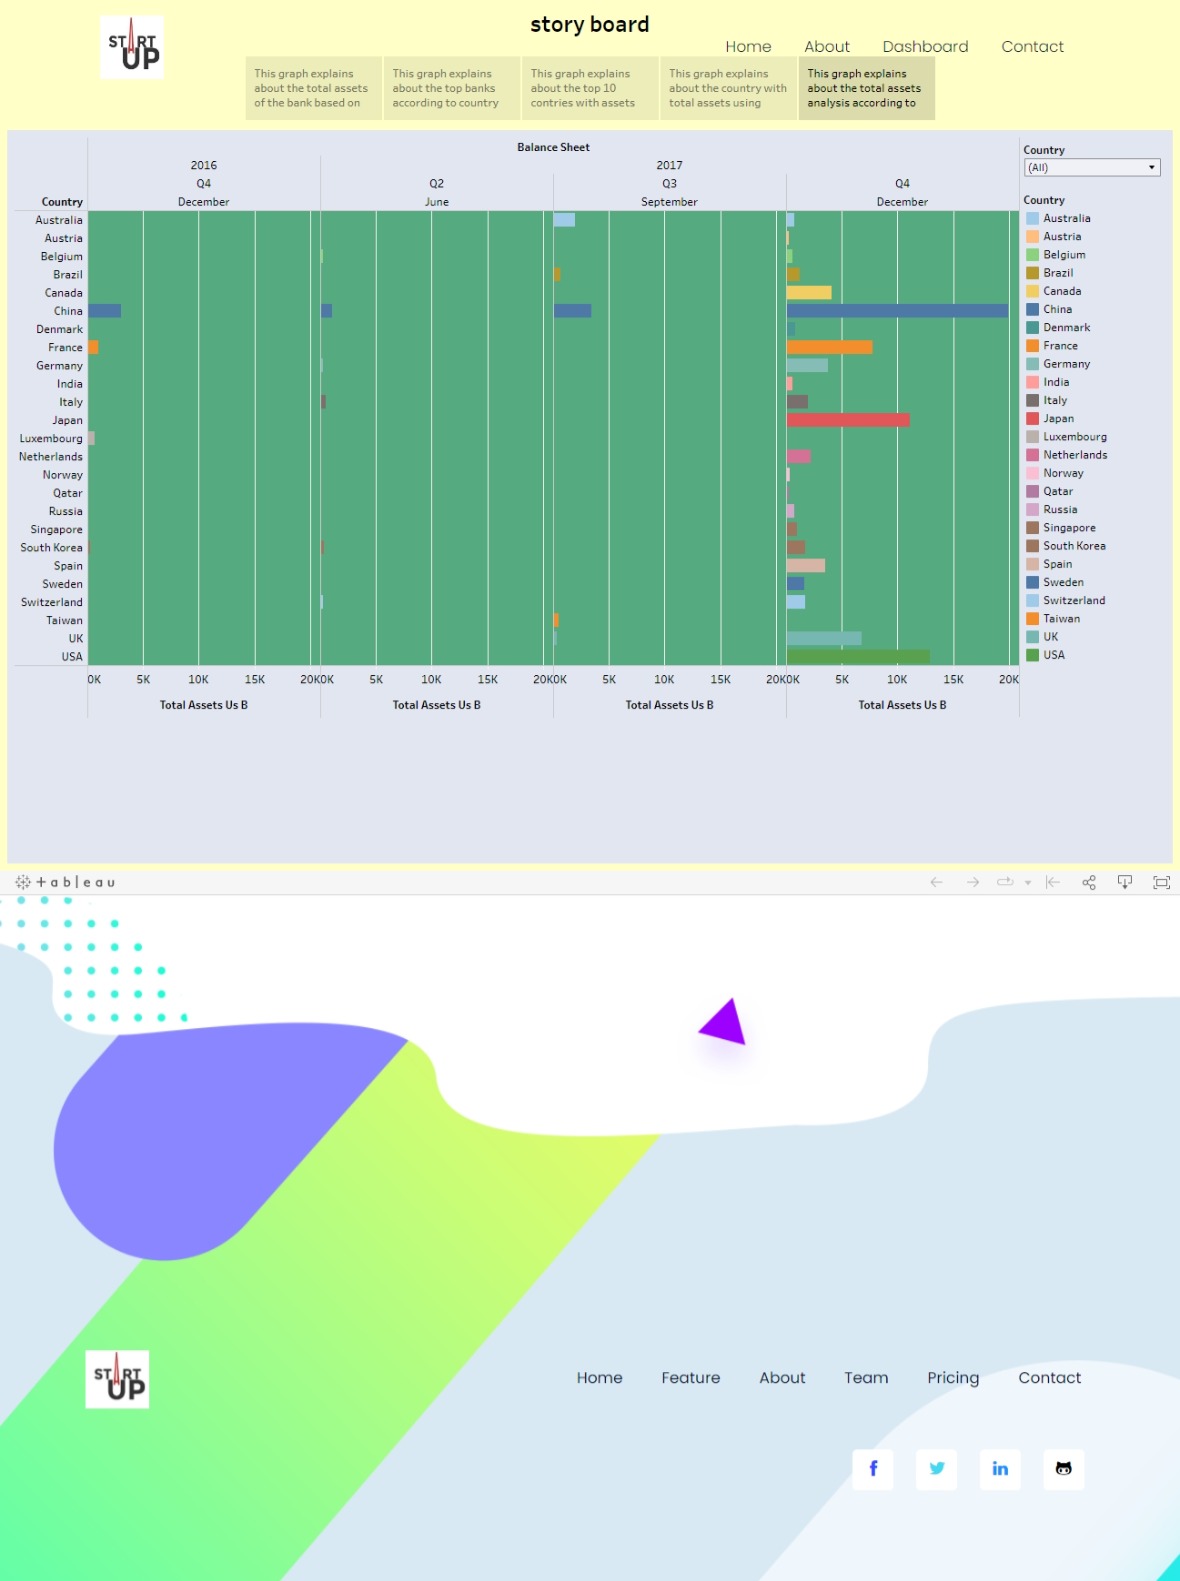 story board
START
UP
Home About Dashboard Contact
This graph explains
about the total assets
of the bank based on
This graph explains
about the top banks
according to country
This graph explains
about the top 10
contries with assets
This graph explains
about the country with
total assets using
This graph explains
about the total assets
analysis according to
Balance Sheet
2016 2017
Q4 Q2 Q3 Q4
Country December June September December
Australia
Austria
Belgium
Brazil
Canada
China
Denmark
France
Germany
India
Italy
Japan
Luxembourg
Netherlands
Norway
Qatar
Russia
Singapore
South Korea
Spain
Sweden
Switzerland
Taiwan
UK
USA
0K 5K 10K 15K 20K 0K 5K 10K 15K 20K 0K 5K 10K 15K 20K 0K 5K 10K 15K 20K
Total Assets Us B Total Assets Us B Total Assets Us B Total Assets Us B
Country
(All)
Country
Australia
Austria
Belgium
Brazil
Canada
China
Denmark
France
Germany
India
Italy
Japan
Luxembourg
Netherlands
Norway
Qatar
Russia
Singapore
South Korea
Spain
Sweden
Switzerland
Taiwan
UK
USA
+ableau
START
UP
Home Feature About Team Pricing Contact
f in